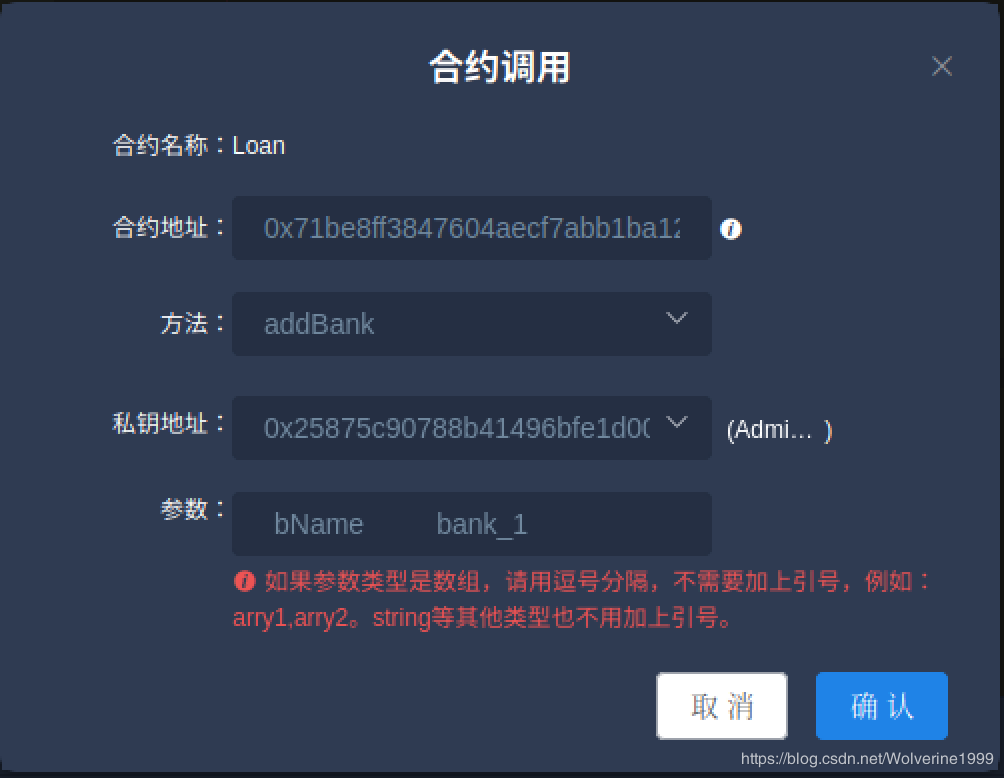 合约调用
合约名称：Loan
合约地址： 0x71be8ff3847604aecf7abb1ba12
方法： addBank
私钥地址： 0x25875c90788b41496bfe1d00 (Admi... )
参数： bName bank_1
如果参数类型是数组，请用逗号分隔，不需要加上引号，例如：
arry1,arry2。string等其他类型也不用加上引号。
取消 确认
https://blog.csdn.net/Wolverine1999